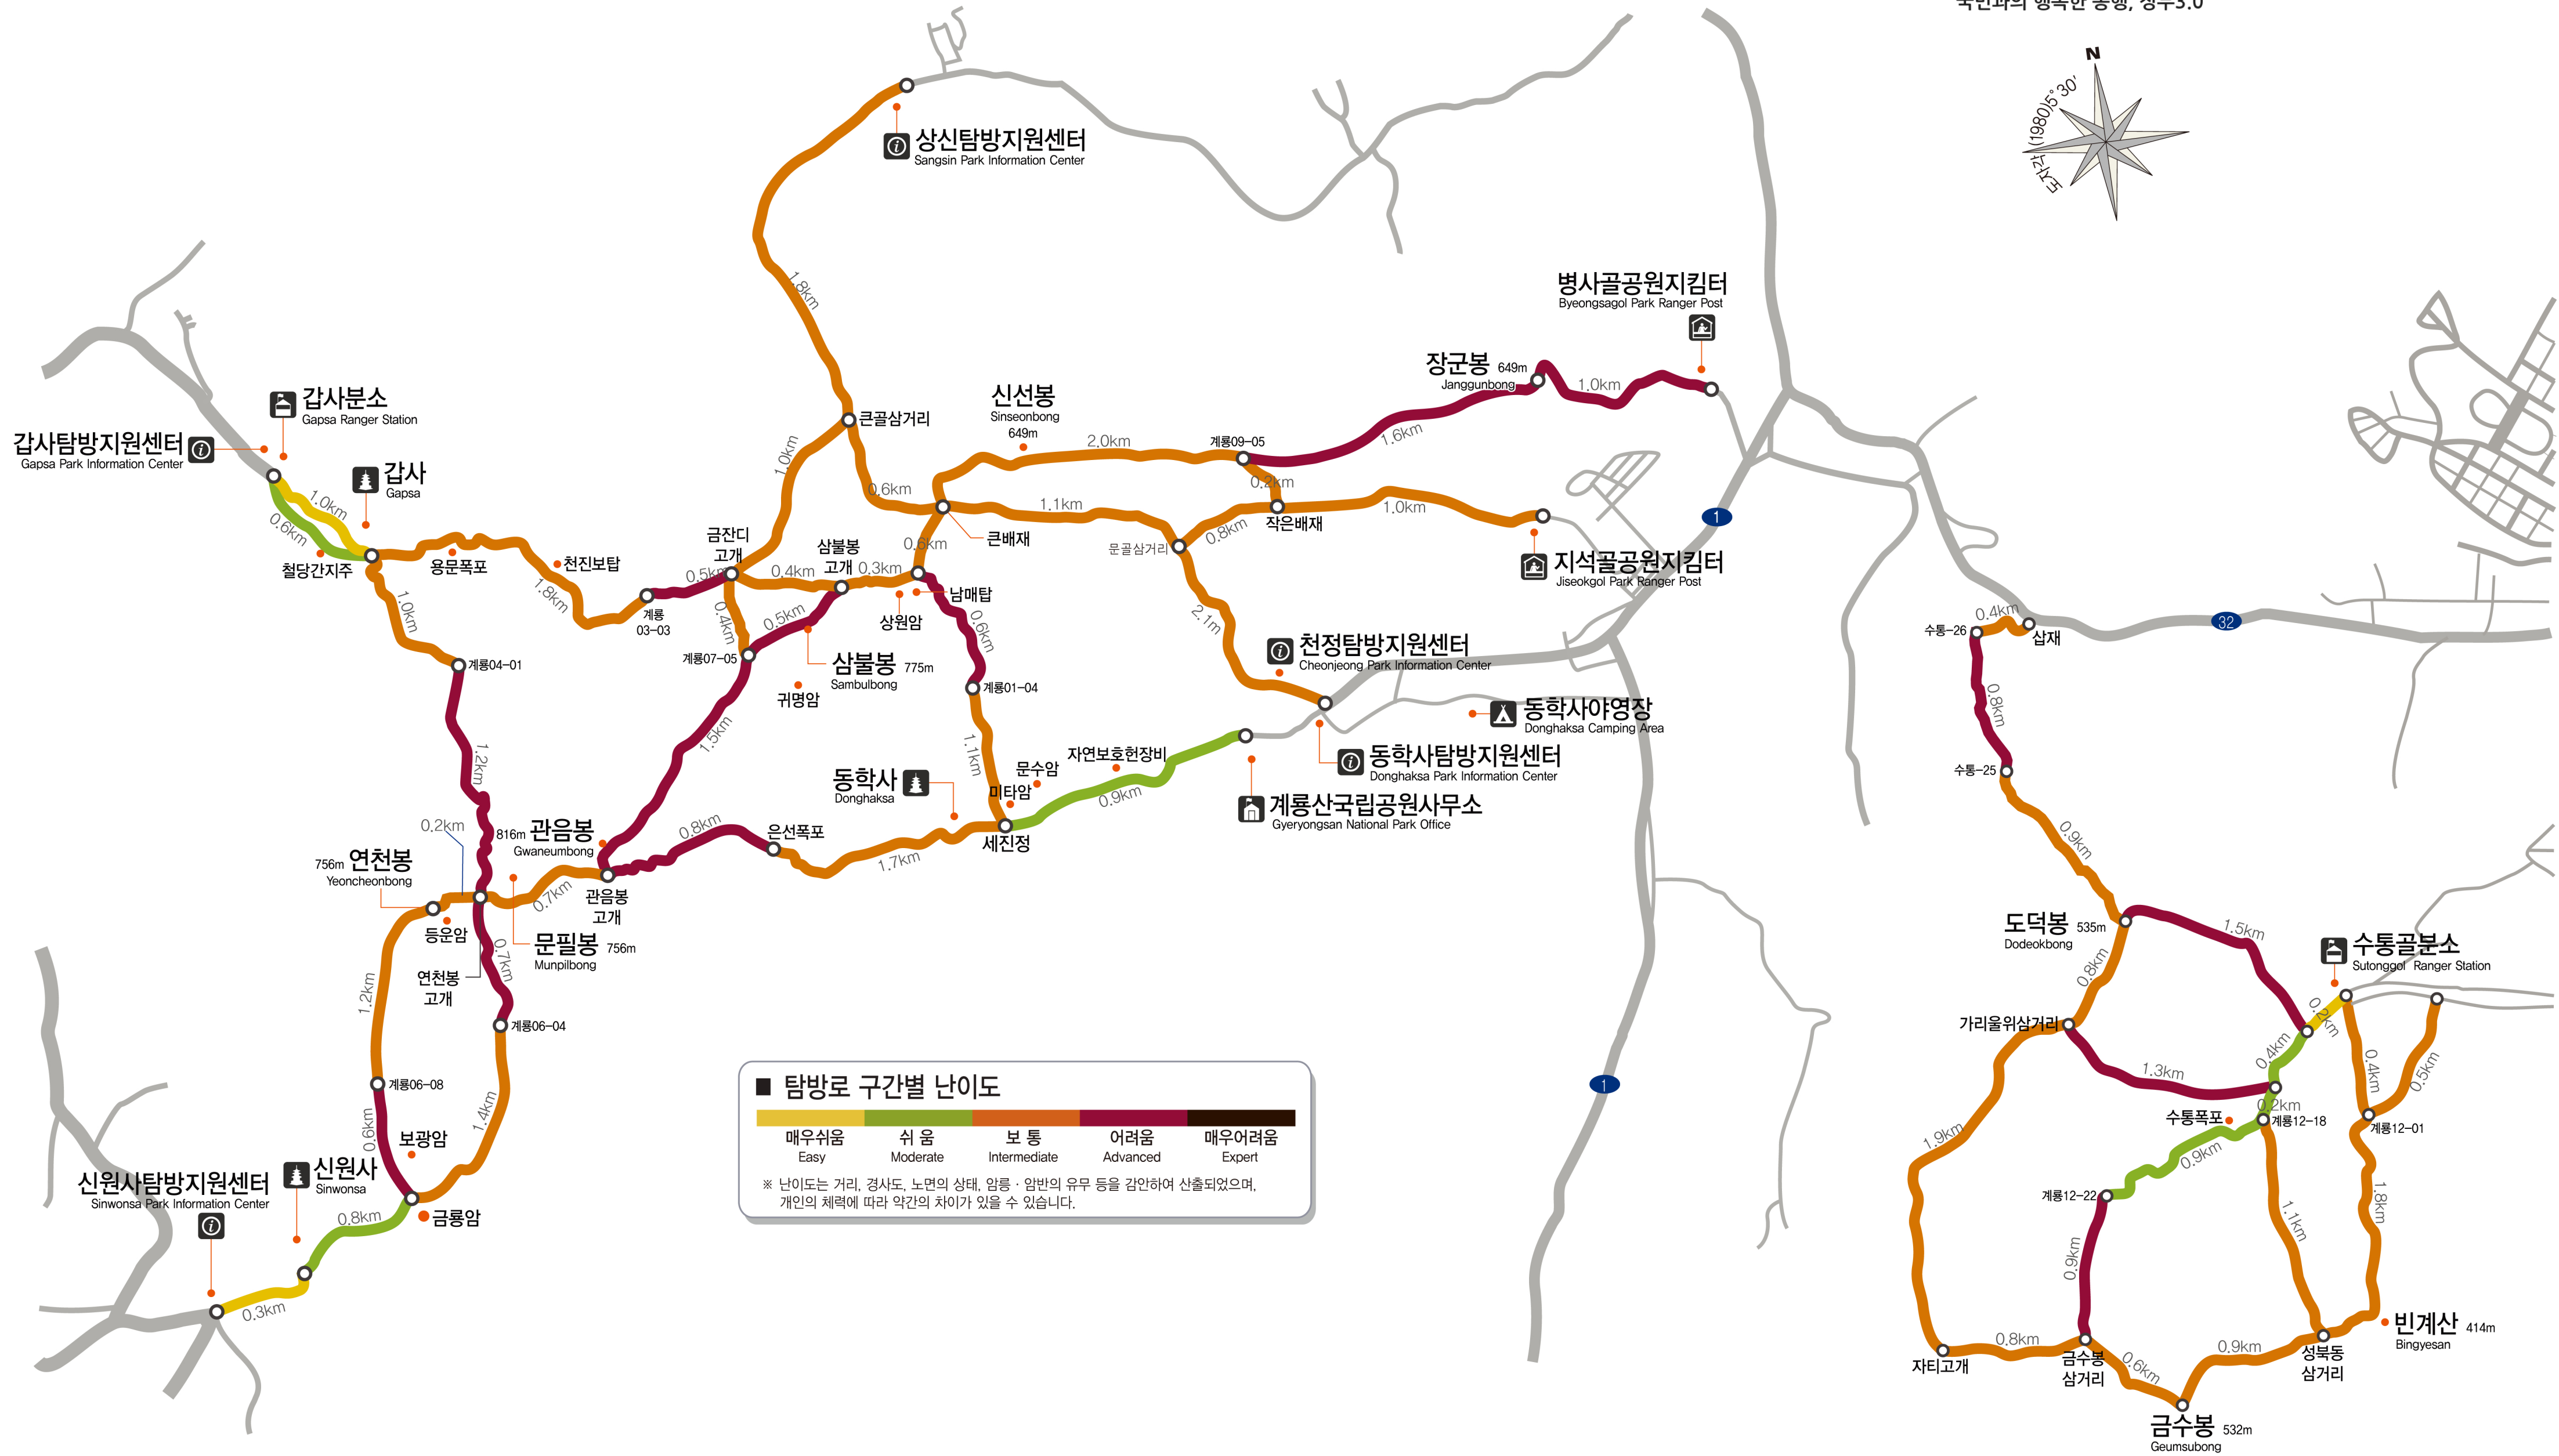 국민과의 행복한 동행, 정부3.0
N
도자각 (1980)5°30'
상신탐방지원센터
Sangsin Park Information Center
1.8km
병사골공원지킴터
Byeongsagol Park Ranger Post
장군봉 649m
Janggunbong
1.0km
1.6km
갑사분소
Gapsa Ranger Station
갑사탐방지원센터
Gapsa Park Information Center
갑사
Gapsa
1.0km
0.6km
철당간지주
용문폭포
천진보탑
1.8km
계룡
03-03
0.5km
금잔디
고개
1.0km
큰골삼거리
0.6km
신선봉
Sinseonbong
649m
2.0km
계룡09-05
0.2km
큰배재
1.1km
문골삼거리
0.8km
작은배재
1.0km
지석골공원지킴터
Jiseokgol Park Ranger Post
1
32
0.4km
삼불봉
고개
0.3km
0.6km
남매탑
상원암
0.4km
0.5km
계룡07-05
삼불봉 775m
Sambulbong
귀명암
0.6km
계룡01-04
1.1km
2.1m
천정탐방지원센터
Cheonjeong Park Information Center
동학사야영장
Donghaksa Camping Area
동학사탐방지원센터
Donghaksa Park Information Center
계룡산국립공원사무소
Gyeryongsan National Park Office
자연보호헌장비
0.9km
문수암
미타암
세진정
동학사
Donghaksa
1.7km
은선폭포
0.8km
1.5km
1.0km
계룡04-01
1.2km
0.2km
816m 관음봉
Gwaneumbong
756m 연천봉
Yeoncheonbong
0.7km
관음봉
고개
등운암
문필봉 756m
Munpilbong
연천봉
고개
0.7km
계룡06-04
1.2km
계룡06-08
1.4km
0.6km
보광암
신원사
Sinwonsa
신원사탐방지원센터
Sinwonsa Park Information Center
0.8km
금룡암
0.3km
■ 탐방로 구간별 난이도
매우쉬움 쉬 움 보 통 어려움 매우어려움
Easy Moderate Intermediate Advanced Expert
※ 난이도는 거리, 경사도, 노면의 상태, 암릉 · 암반의 유무 등을 감안하여 산출되었으며,
개인의 체력에 따라 약간의 차이가 있을 수 있습니다.
1
수통-26
0.4km
삽재
0.8km
수통-25
0.9km
도덕봉 535m
Dodeokbong
1.5km
수통골분소
Sutonggol Ranger Station
0.8km
가리울위삼거리
0.2km
0.4km
1.3km
0.4km
0.5km
0.2km
수통폭포
계룡12-18
계룡12-01
1.9km
0.9km
계룡12-22
0.9km
1.1km
1.8km
0.8km
자티고개
금수봉
삼거리
0.6km
0.9km
성북동
삼거리
빈계산 414m
Bingyesan
금수봉 532m
Geumsubong